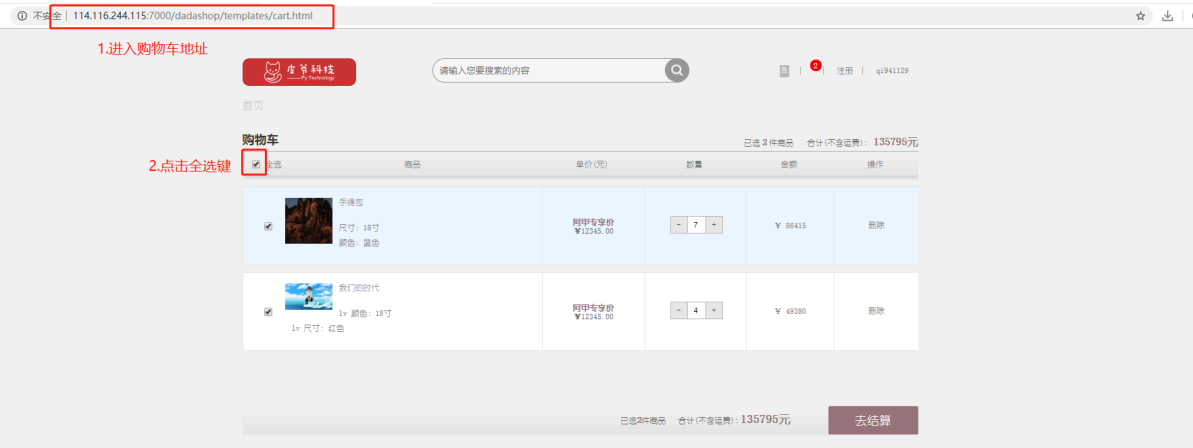 不安全 114.116.244.115:7000/dadashop/templates/cart.html
1.进入购物车地址
皮爷科技
Py Technology
请输入您要搜索的内容
2
注册
qi941129
首页
购物车
已选 2 件商品 合计(不含运费): 135795元
2.点击全选键
全选 商品 单价(元) 数量 金额 操作
手提包
尺寸: 18寸
颜色: 蓝色
阿甲专享价
¥12345.00
- 7 +
¥ 86415
删除
我们的时代
lv 颜色: 18寸
lv 尺寸: 红色
阿甲专享价
¥12345.00
- 4 +
¥ 49380
删除
已选2件商品 合计(不含运费): 135795元
去结算